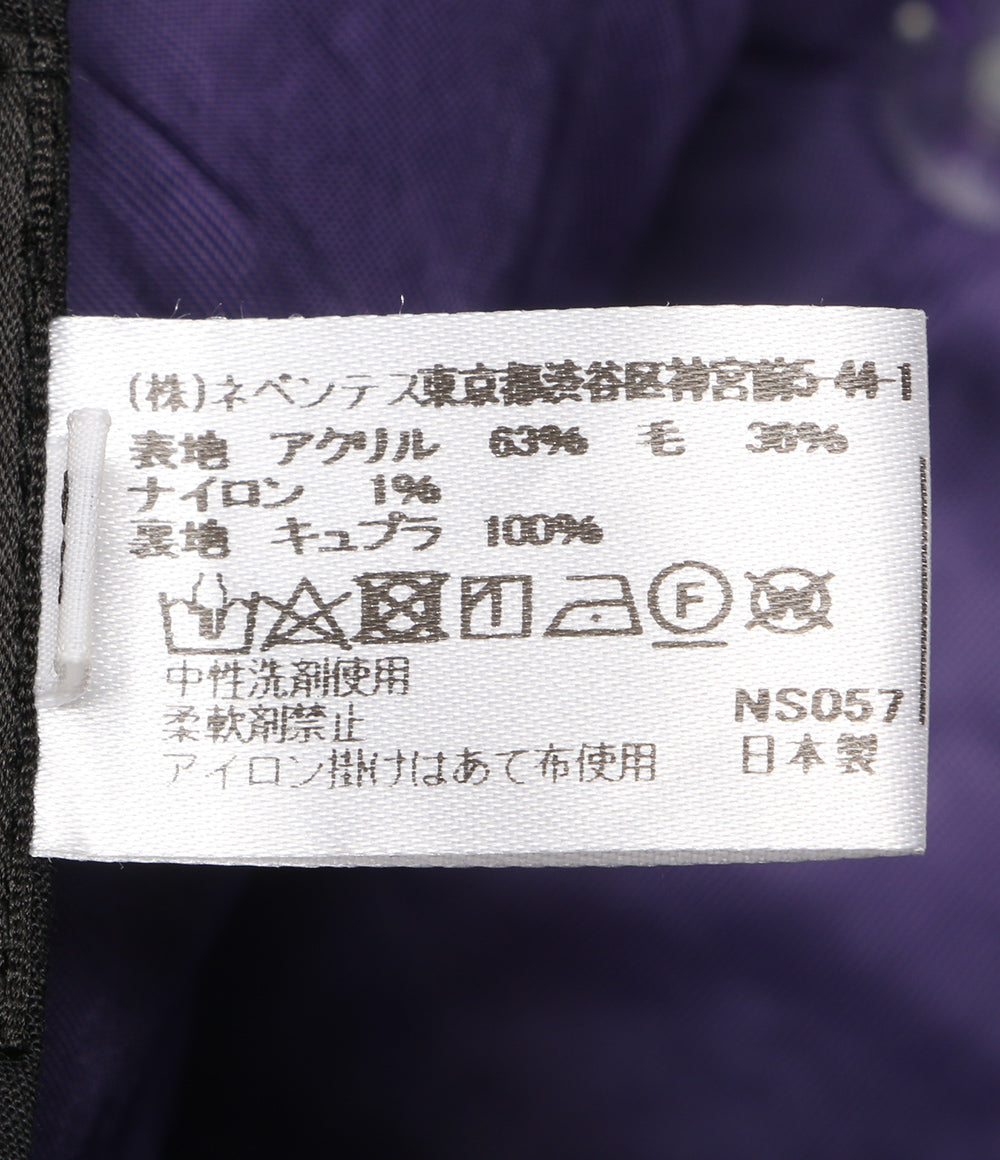 (株)ネペンテス東京都渋谷区神宮前5-44-1
表地 アクリル 63% 毛 36%
ナイロン 1%
裏地 キュプラ 100%
F
中性洗剤使用
柔軟剤禁止
アイロン掛けはあて布使用
NS057
日本製